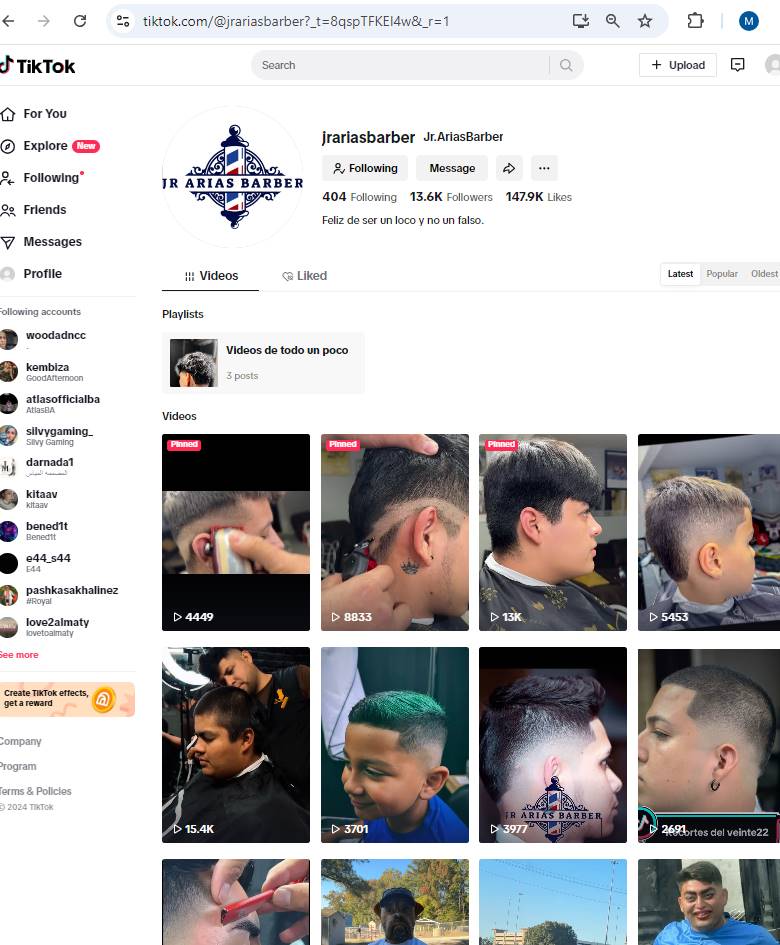 tiktok.com/@jrariasbarber?_t=8qspTFKEl4w&_r=1
M
TikTok
Search
Upload
For You
Explore New
Following
Friends
Messages
Profile
Following accounts
woodadncc
kembiza
GoodAfternoon
atlasofficialba
AtlasBA
silvygaming_
Silvy Gaming
darnada1
kitaav
kitaav
bened1t
Bened1t
e44_s44
E44
pashkasakhalinez
#Royal
love2almaty
lovetoalmaty
See more
Create TikTok effects,
get a reward
Company
Program
Terms & Policies
© 2024 TikTok
JR ARIAS BARBER
jrariasbarber Jr.AriasBarber
Following Message
404 Following 13.6K Followers 147.9K Likes
Feliz de ser un loco y no un falso.
Videos Liked
Latest Popular Oldest
Playlists
Videos de todo un poco
3 posts
Videos
Pinned Pinned Pinned
4449 8833 13K 5453
JR ARIAS BARBER
15.4K 3701 3977 2691
Recortes del veinte22